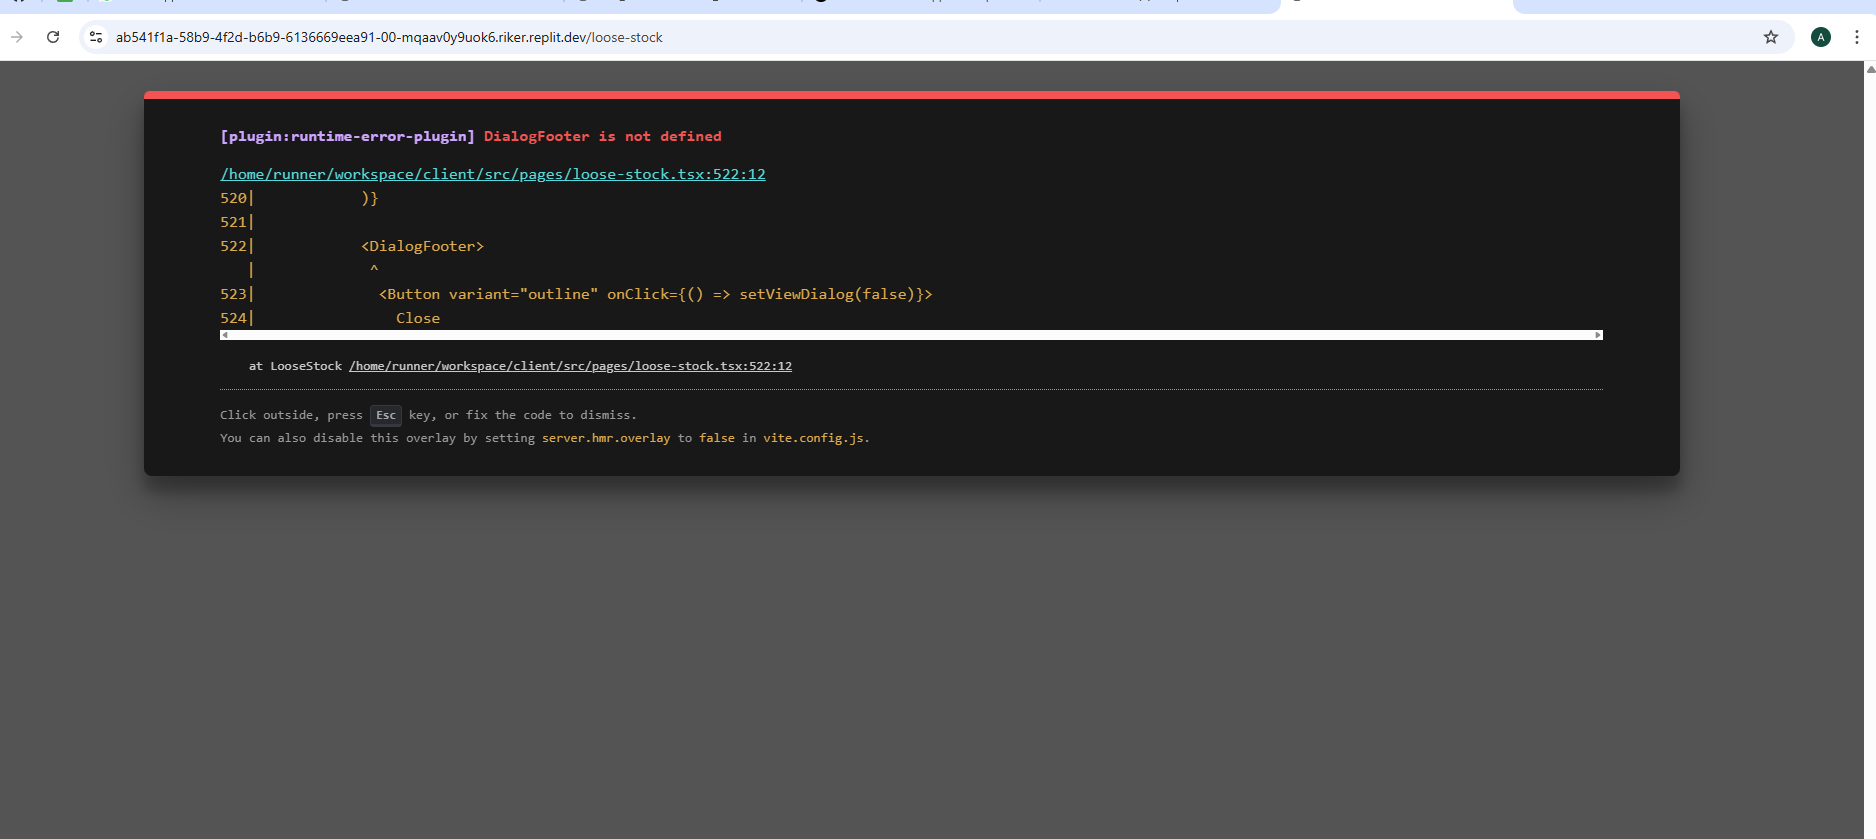 ab541f1a-58b9-4f2d-b6b9-6136669eea91-00-mqaav0y9uok6.riker.replit.dev/loose-stock
A
[plugin:runtime-error-plugin] DialogFooter is not defined
/home/runner/workspace/client/src/pages/loose-stock.tsx:522:12
520|            )}
521|
522|            <DialogFooter>
   |             ^
523|              <Button variant="outline" onClick={() => setViewDialog(false)}>
524|                Close
at LooseStock /home/runner/workspace/client/src/pages/loose-stock.tsx:522:12
Click outside, press Esc key, or fix the code to dismiss.
You can also disable this overlay by setting server.hmr.overlay to false in vite.config.js.